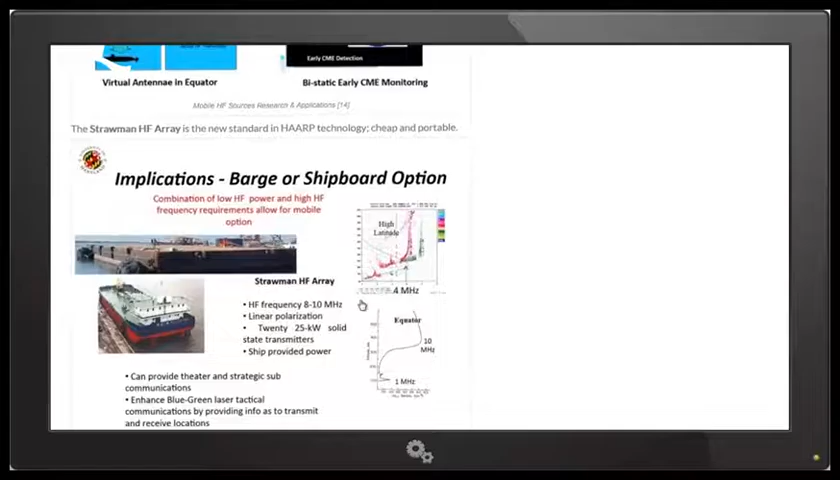 Early CME Detection
Virtual Antennae in Equator
Bi-static Early CME Monitoring
Mobile HF Sources Research & Applications [14]
The Strawman HF Array is the new standard in HAARP technology; cheap and portable.
Implications - Barge or Shipboard Option
Combination of low HF power and high HF
frequency requirements allow for mobile
option
High
Latitude
4 MHz
Strawman HF Array
• HF frequency 8-10 MHz
• Linear polarization
• Twenty 25-kW solid
state transmitters
• Ship provided power
Equator
10
MHz
1 MHz
• Can provide theater and strategic sub
communications
• Enhance Blue-Green laser tactical
communications by providing info as to transmit
and receive locations